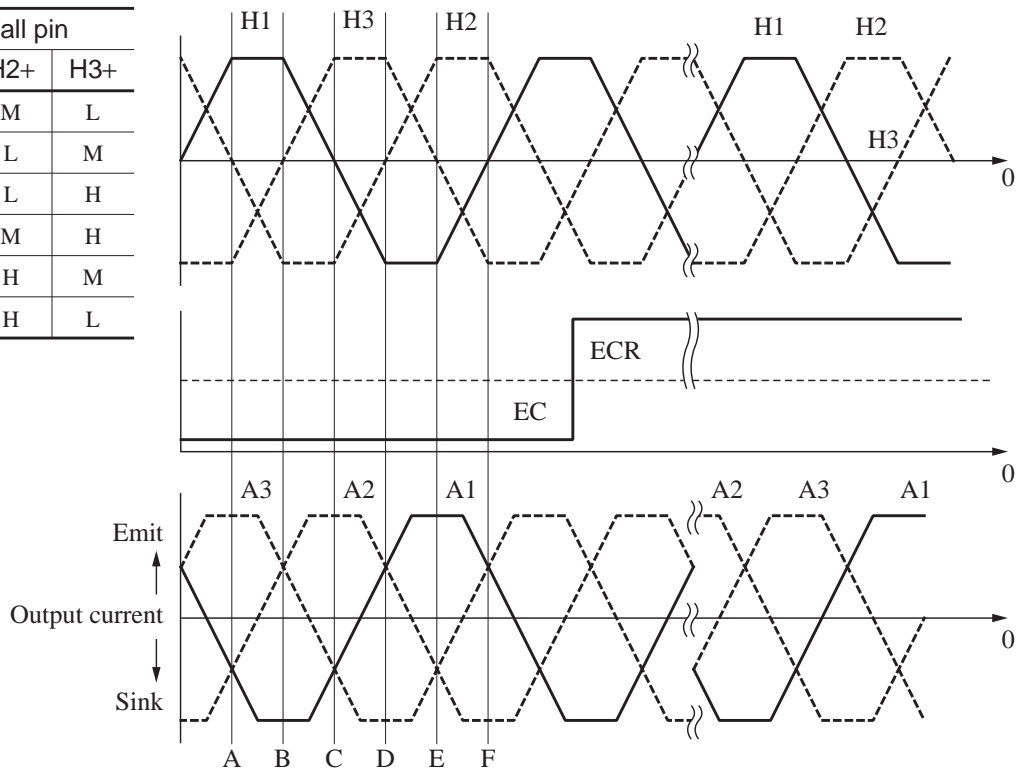 all pin
H2+ H3+
M L
L M
L H
M H
H M
H L
H1 H3 H2 H1 H2
H3
0
ECR
EC
0
A3 A2 A1 A2 A3 A1
Emit
Output current
0
Sink
A B C D E F